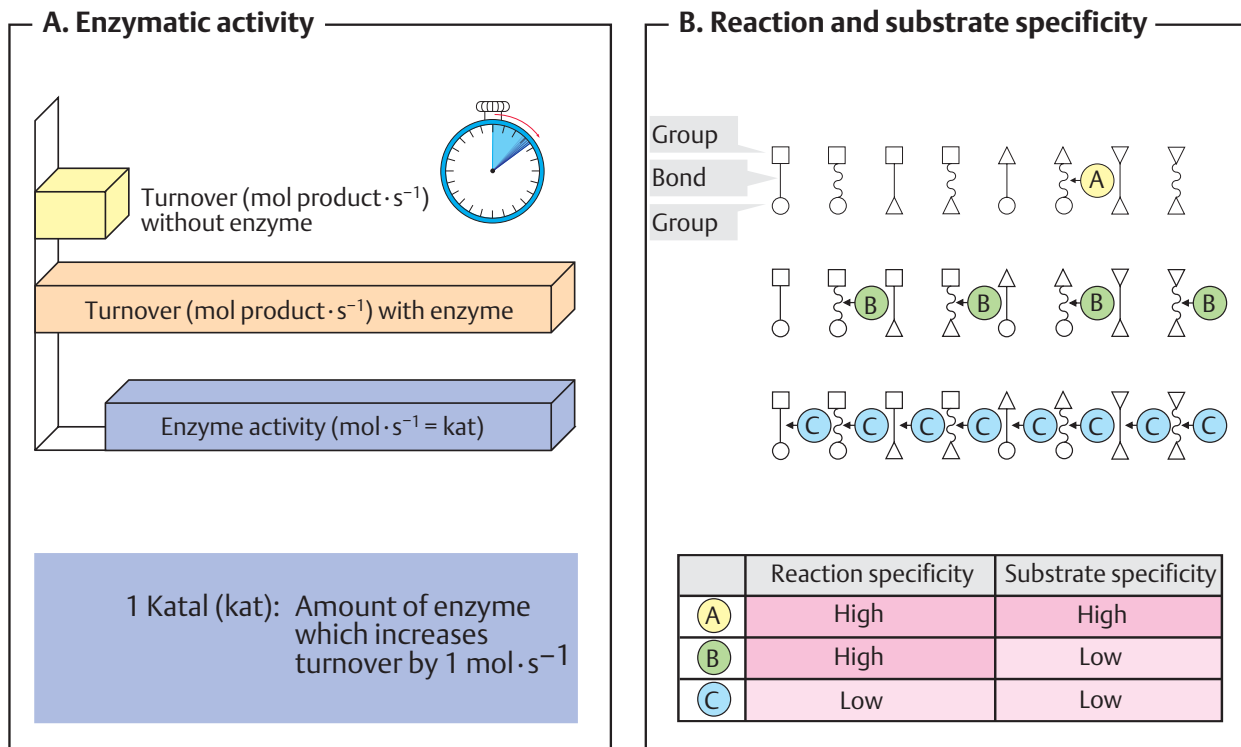 A. Enzymatic activity
Turnover (mol product · s⁻¹)
without enzyme
Turnover (mol product · s⁻¹) with enzyme
Enzyme activity (mol · s⁻¹ = kat)
1 Katal (kat): Amount of enzyme
which increases
turnover by 1 mol · s⁻¹
B. Reaction and substrate specificity
Group
Bond
Group
A
B B B B
C C C C C C C C
Reaction specificity Substrate specificity
A High High
B High Low
C Low Low